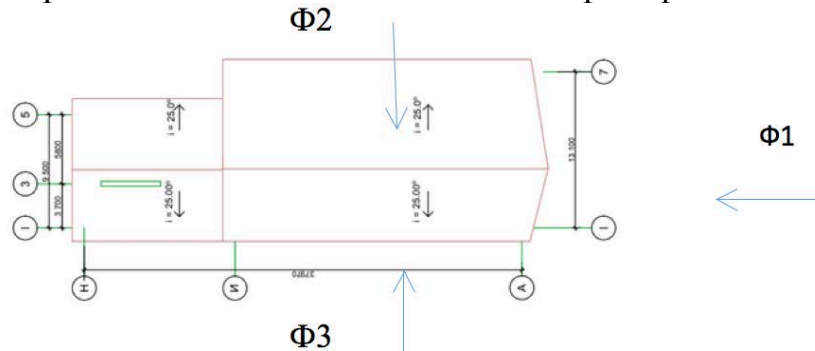 Ф2
5
7
i = 25.0°
i = 25.0°
5800
9.500
13.100
Ф1
3
3.700
i = 25.00°
i = 25.00°
1
1
37970
Н
И
А
Ф3